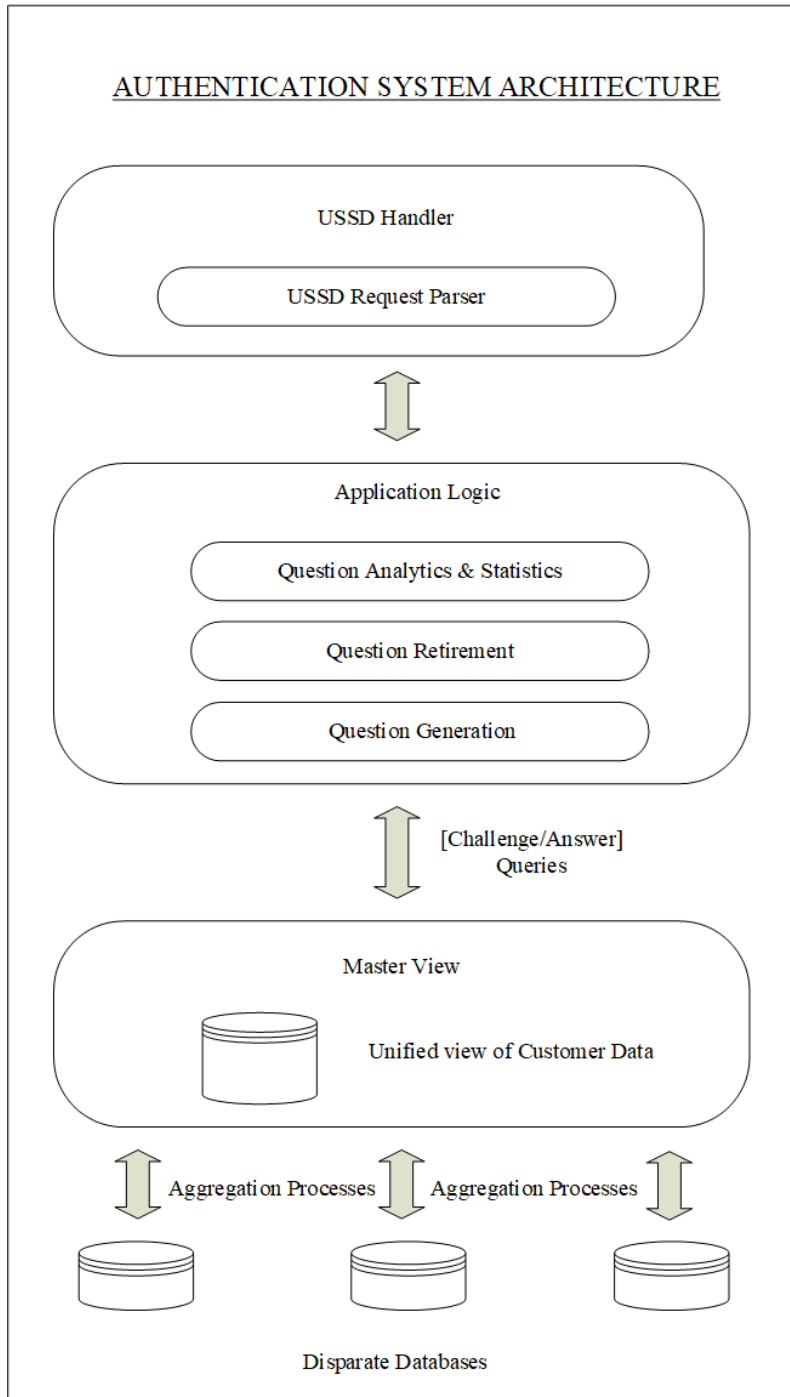 AUTHENTICATION SYSTEM ARCHITECTURE
USSD Handler
USSD Request Parser
Application Logic
Question Analytics & Statistics
Question Retirement
Question Generation
[Challenge/Answer]
Queries
Master View
Unified view of Customer Data
Aggregation Processes
Aggregation Processes
Disparate Databases